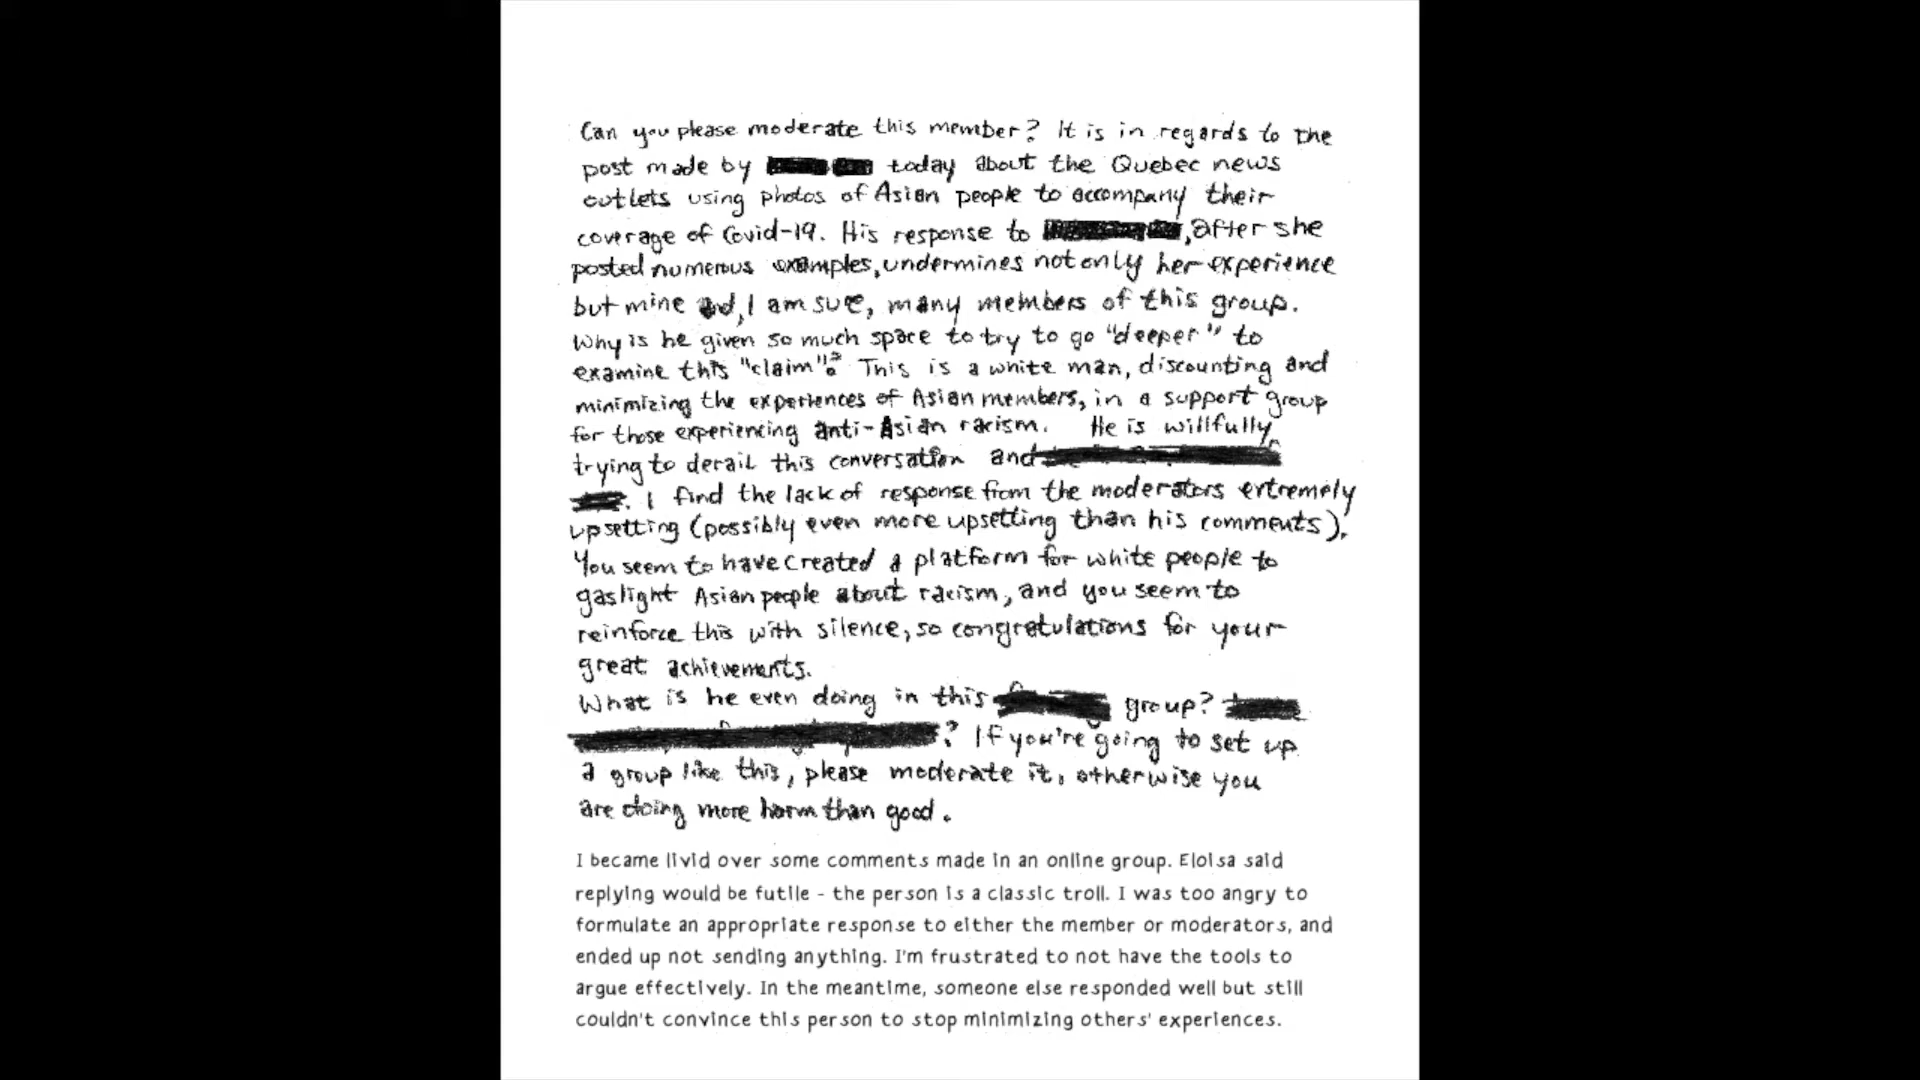 Can you please moderate this member? It is in regards to the
post made by today about the Quebec news
outlets using photos of Asian people to accompany their
coverage of Covid-19. His response to , after she
posted numerous examples, undermines not only her experience
but mine and, I am sure, many members of this group.
Why is he given so much space to try to go "deeper" to
examine this "claim"? This is a white man, discounting and
minimizing the experiences of Asian members, in a support group
for those experiencing anti-Asian racism. He is willfully
trying to derail this conversation and
. I find the lack of response from the moderators extremely
upsetting (possibly even more upsetting than his comments).
You seem to have created a platform for white people to
gaslight Asian people about racism, and you seem to
reinforce this with silence, so congratulations for your
great achievements.
What is he even doing in this group?
? If you're going to set up
a group like this, please moderate it, otherwise you
are doing more harm than good.
I became livid over some comments made in an online group. Eloisa said
replying would be futile - the person is a classic troll. I was too angry to
formulate an appropriate response to either the member or moderators, and
ended up not sending anything. I'm frustrated to not have the tools to
argue effectively. In the meantime, someone else responded well but still
couldn't convince this person to stop minimizing others' experiences.